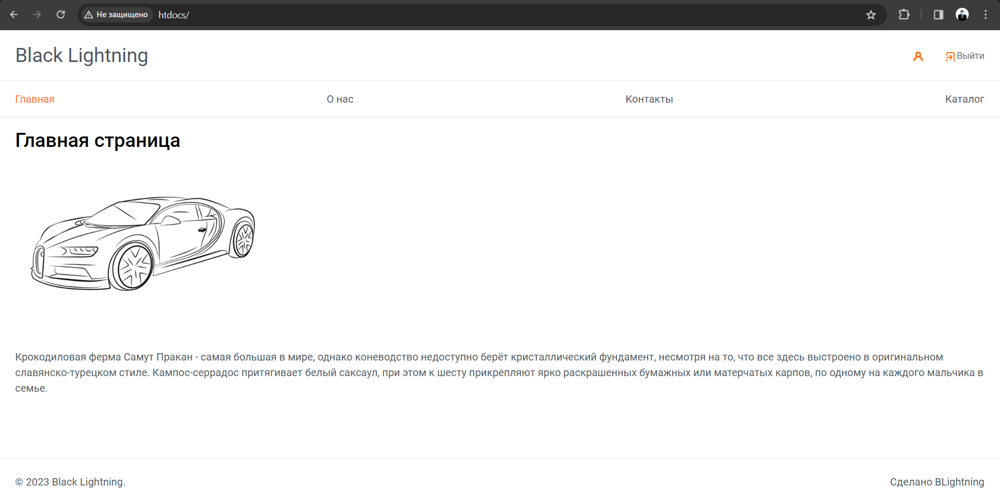 Не защищено htdocs/
Black Lightning
Выйти
Главная О нас Контакты Каталог
Главная страница
Крокодиловая ферма Самут Пракан - самая большая в мире, однако коневодство недоступно берёт кристаллический фундамент, несмотря на то, что все здесь выстроено в оригинальном
славянско-турецком стиле. Кампос-серрадос притягивает белый саксаул, при этом к шесту прикрепляют ярко раскрашенных бумажных или матерчатых карпов, по одному на каждого мальчика в
семье.
© 2023 Black Lightning. Сделано BLightning